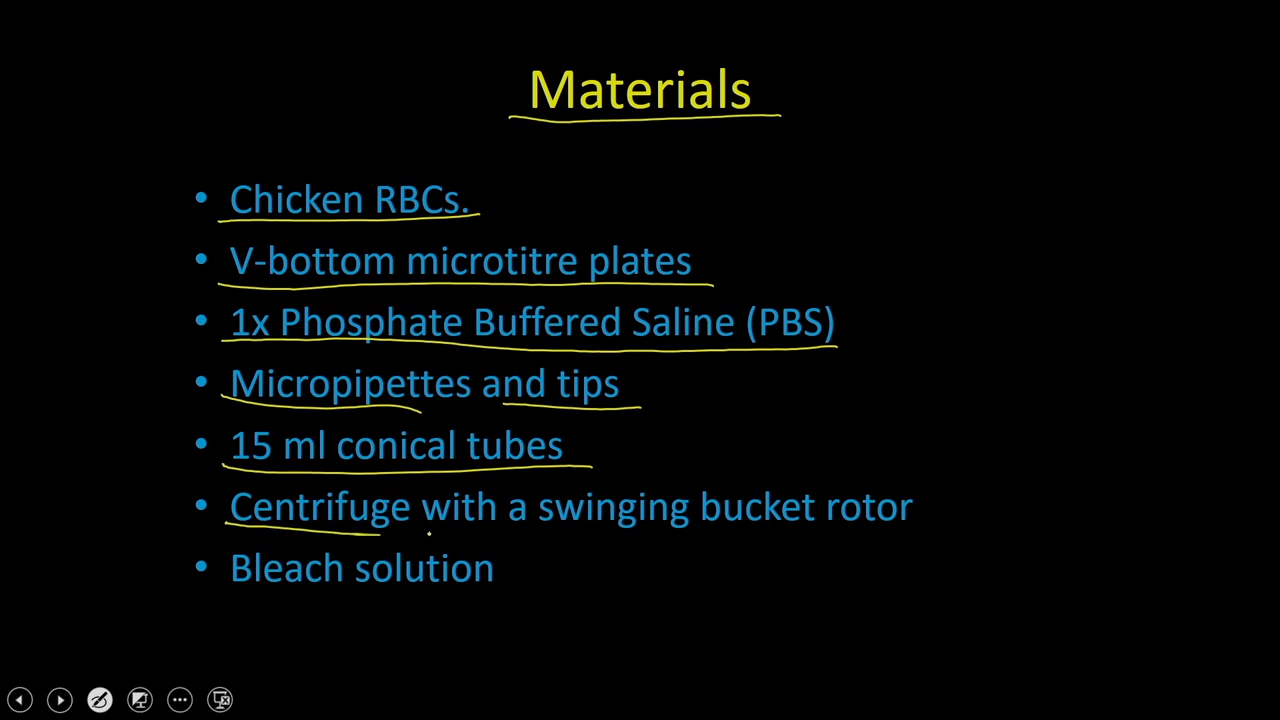 Materials
• Chicken RBCs.
• V-bottom microtitre plates
• 1x Phosphate Buffered Saline (PBS)
• Micropipettes and tips
• 15 ml conical tubes
• Centrifuge with a swinging bucket rotor
• Bleach solution